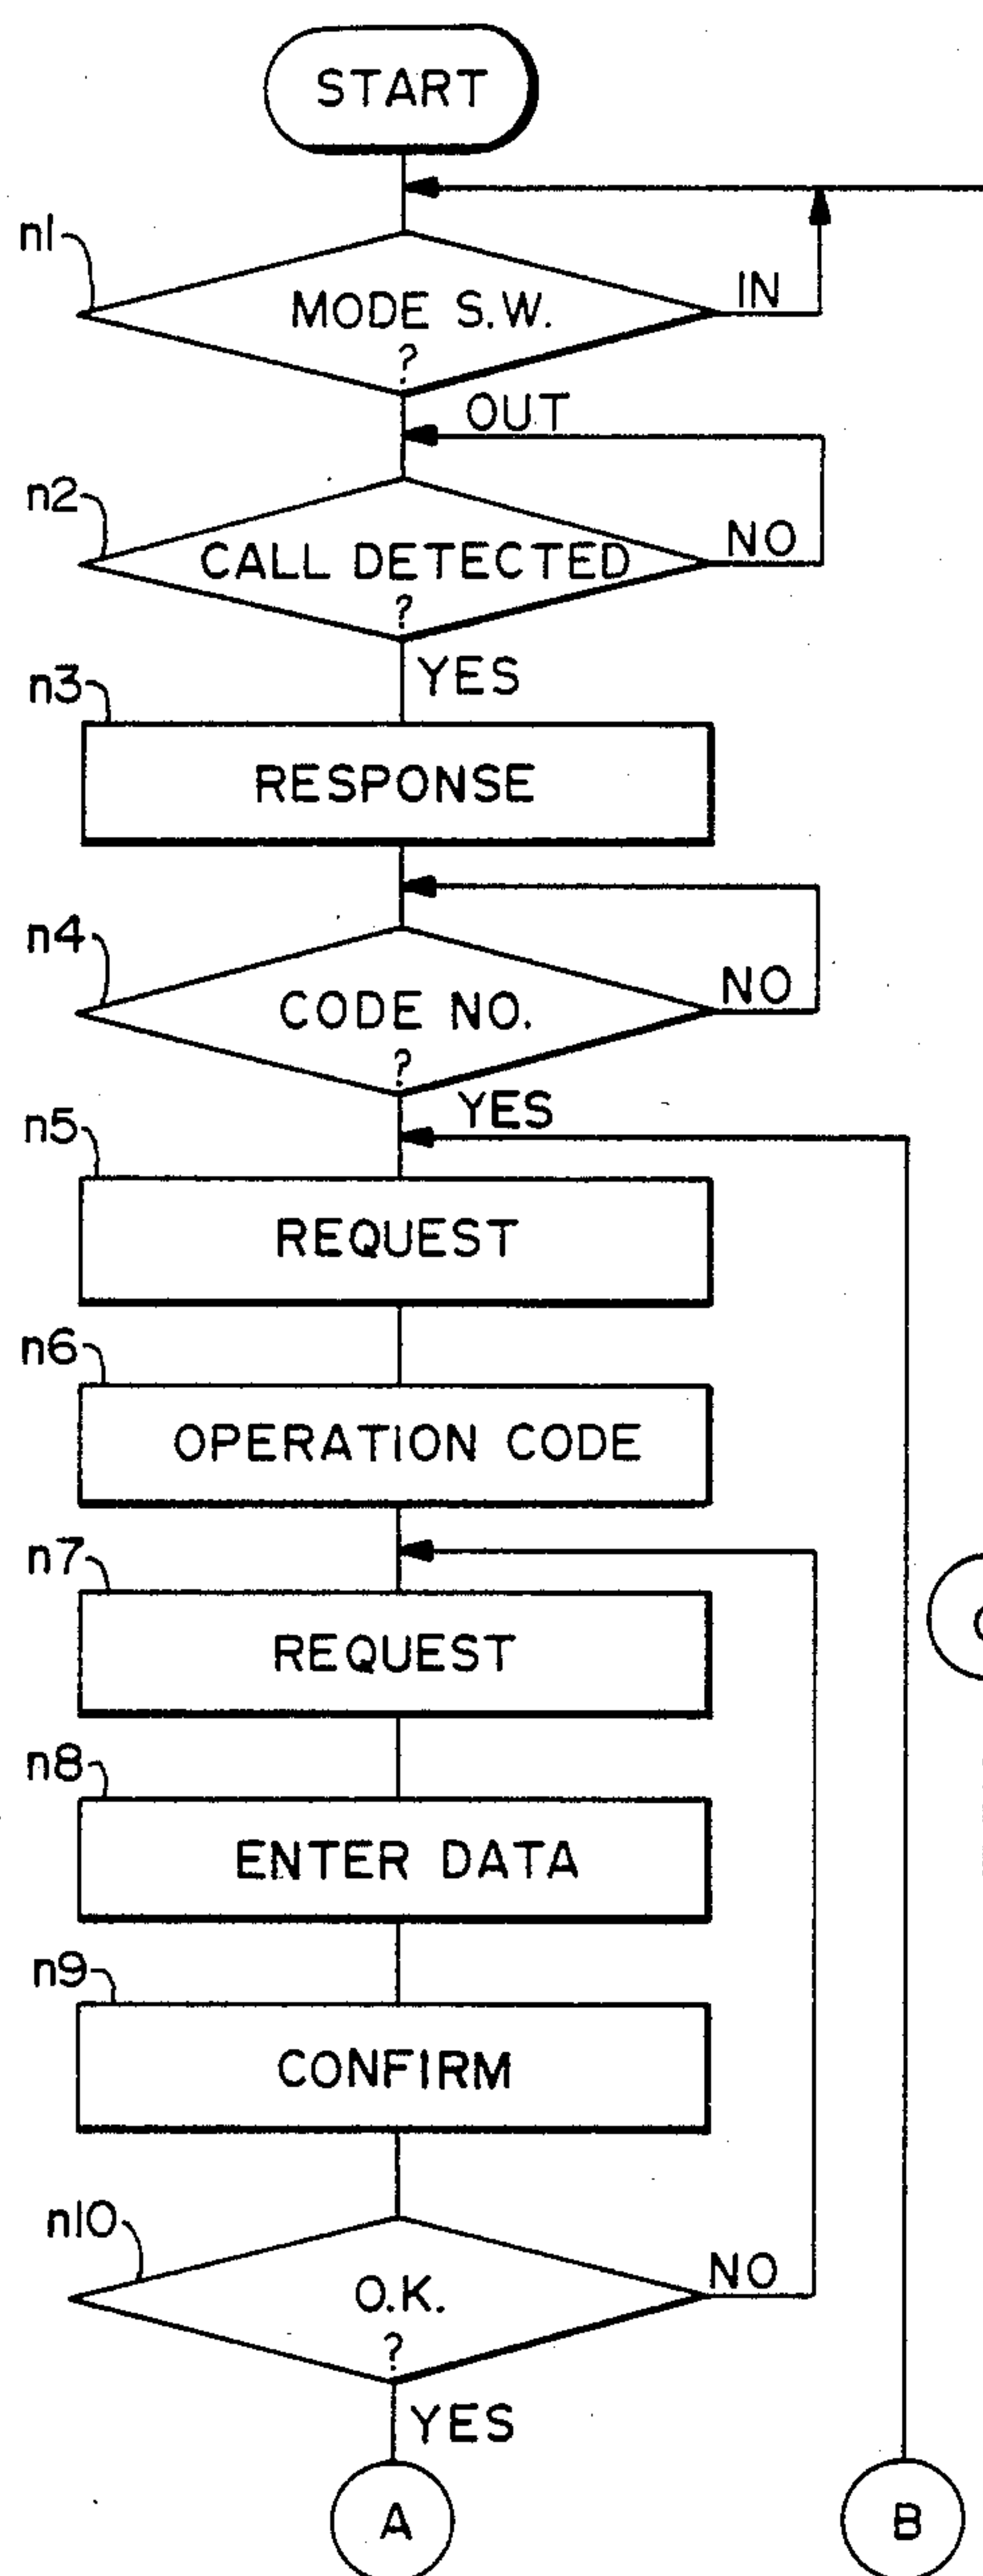 START
n1
MODE S.W.
?
IN
OUT
n2
CALL DETECTED
?
NO
YES
n3
RESPONSE
n4
CODE NO.
?
NO
YES
n5
REQUEST
n6
OPERATION CODE
n7
REQUEST
n8
ENTER DATA
n9
CONFIRM
n10
O.K.
?
NO
YES
A
B